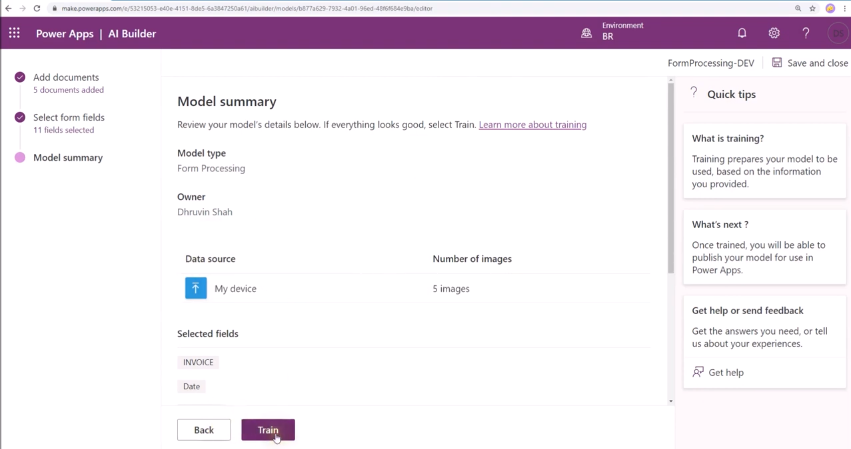 make.powerapps.com/e/53215053-e40e-4151-8de5-6a3847250a61/aibuilder/models/b877a629-7932-4a01-96ed-48f6f684e9ba/editor
Power Apps | AI Builder
Environment
BR
FormProcessing-DEV
Save and close
Add documents
5 documents added
Select form fields
11 fields selected
Model summary
Model summary
Review your model's details below. If everything looks good, select Train. Learn more about training
Model type
Form Processing
Owner
Dhruvin Shah
Data source Number of images
My device 5 images
Selected fields
INVOICE
Date
Back Train
? Quick tips
What is training?
Training prepares your model to be
used, based on the information
you provided.
What's next ?
Once trained, you will be able to
publish your model for use in
Power Apps.
Get help or send feedback
Get the answers you need, or tell
us about your experiences.
Get help